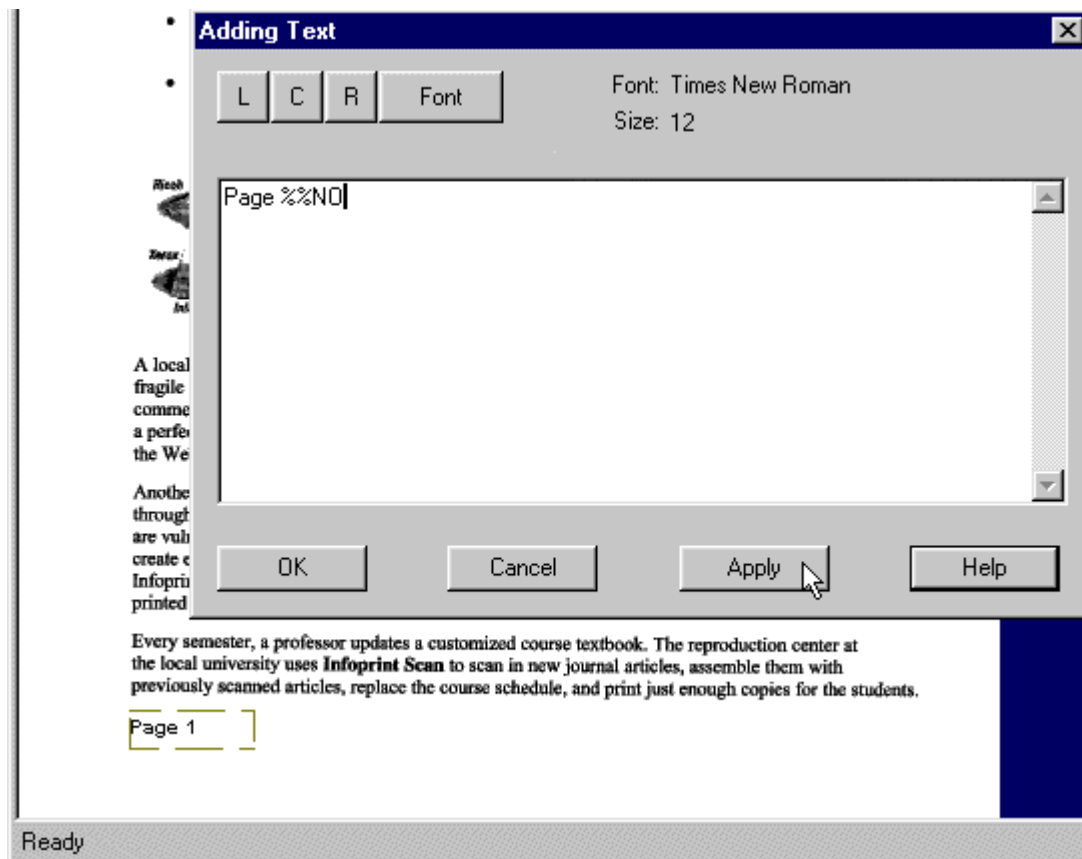 Adding Text
L C R Font
Font: Times New Roman
Size: 12
Page %%NO
Ricoh
A local
fragile
comme
a perfe
the We
Anothe
through
are vuln
create e
Infoprin
printed
OK Cancel Apply Help
Every semester, a professor updates a customized course textbook. The reproduction center at
the local university uses Infoprint Scan to scan in new journal articles, assemble them with
previously scanned articles, replace the course schedule, and print just enough copies for the students.
Page 1
Ready